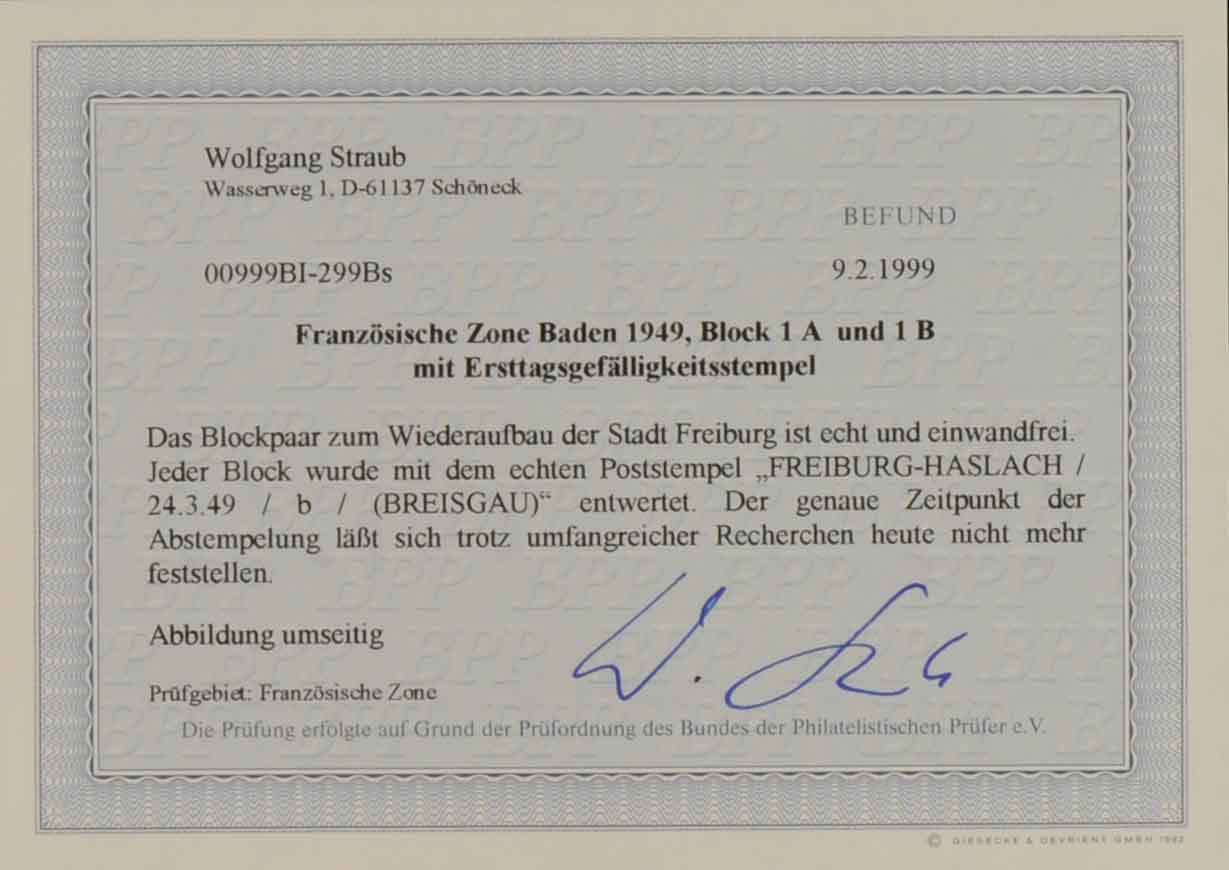 Wolfgang Straub
Wasserweg 1, D-61137 Schöneck
BEFUND
00999BI-299Bs
9.2.1999
Französische Zone Baden 1949, Block 1 A und 1 B
mit Ersttagsgefälligkeitsstempel
Das Blockpaar zum Wiederaufbau der Stadt Freiburg ist echt und einwandfrei.
Jeder Block wurde mit dem echten Poststempel „FREIBURG-HASLACH /
24.3.49 / b / (BREISGAU)“ entwertet. Der genaue Zeitpunkt der
Abstempelung läßt sich trotz umfangreicher Recherchen heute nicht mehr
feststellen.
Abbildung umseitig
Prüfgebiet: Französische Zone
Die Prüfung erfolgte auf Grund der Prüfordnung des Bundes der Philatelistischen Prüfer e.V.
© GIESECKE & DEVRIENT GMBH 1992